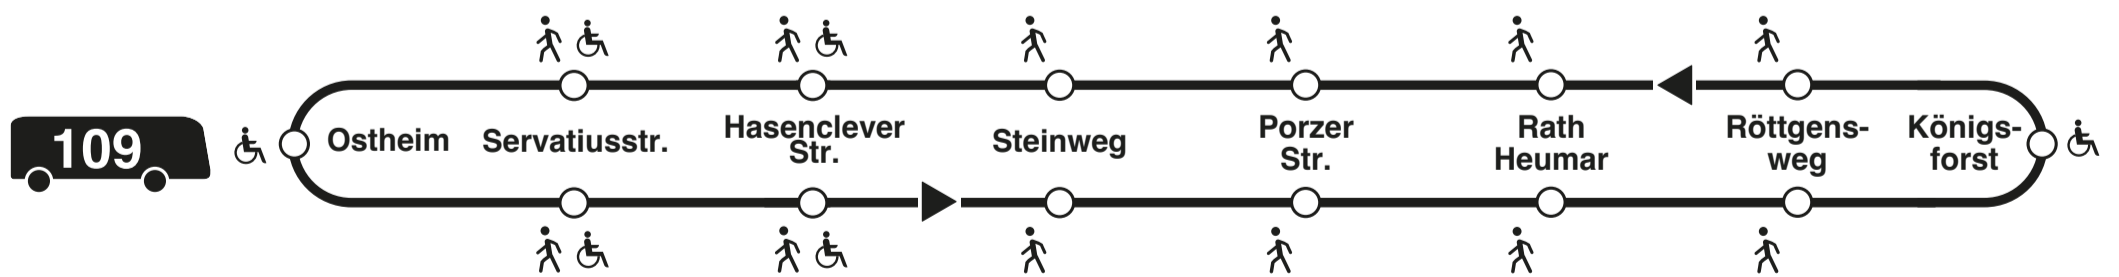 109
Ostheim
Servatiusstr.
Hasenclever
Str.
Steinweg
Porzer
Str.
Rath
Heumar
Röttgens-
weg
Königs-
forst